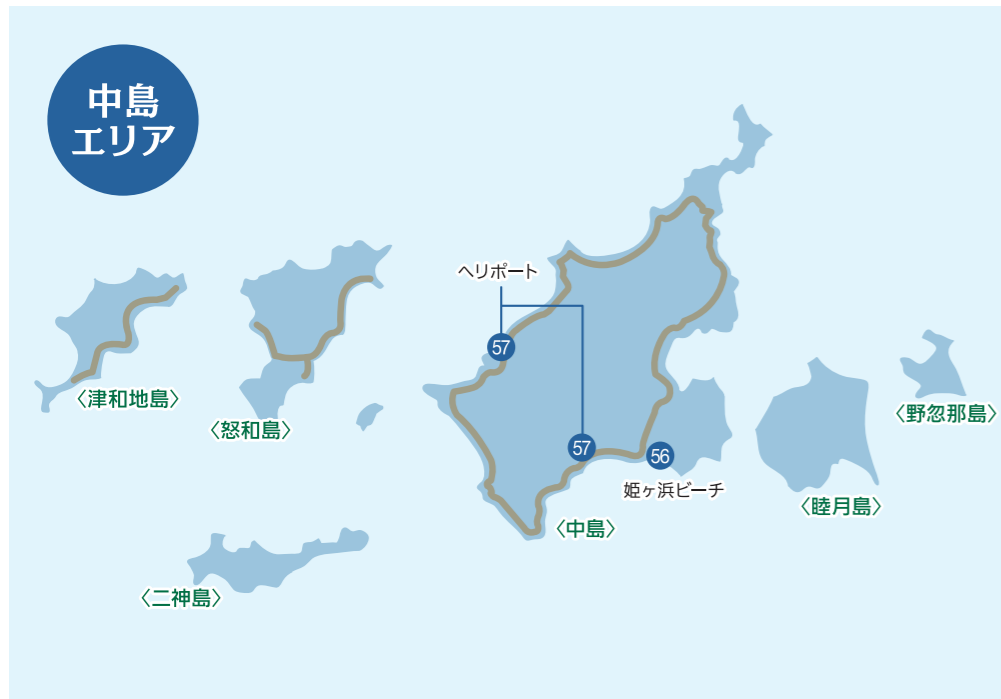 中島
エリア
ヘリポート
57
〈津和地島〉
〈怒和島〉
57
56
姫ヶ浜ビーチ
〈野忽那島〉
〈睦月島〉
〈中島〉
〈二神島〉